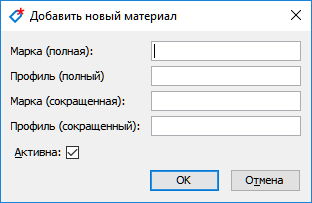 Добавить новый материал
Марка (полная):
Профиль (полный)
Марка (сокращенная):
Профиль (сокращенный):
Активна:
OK
Отмена